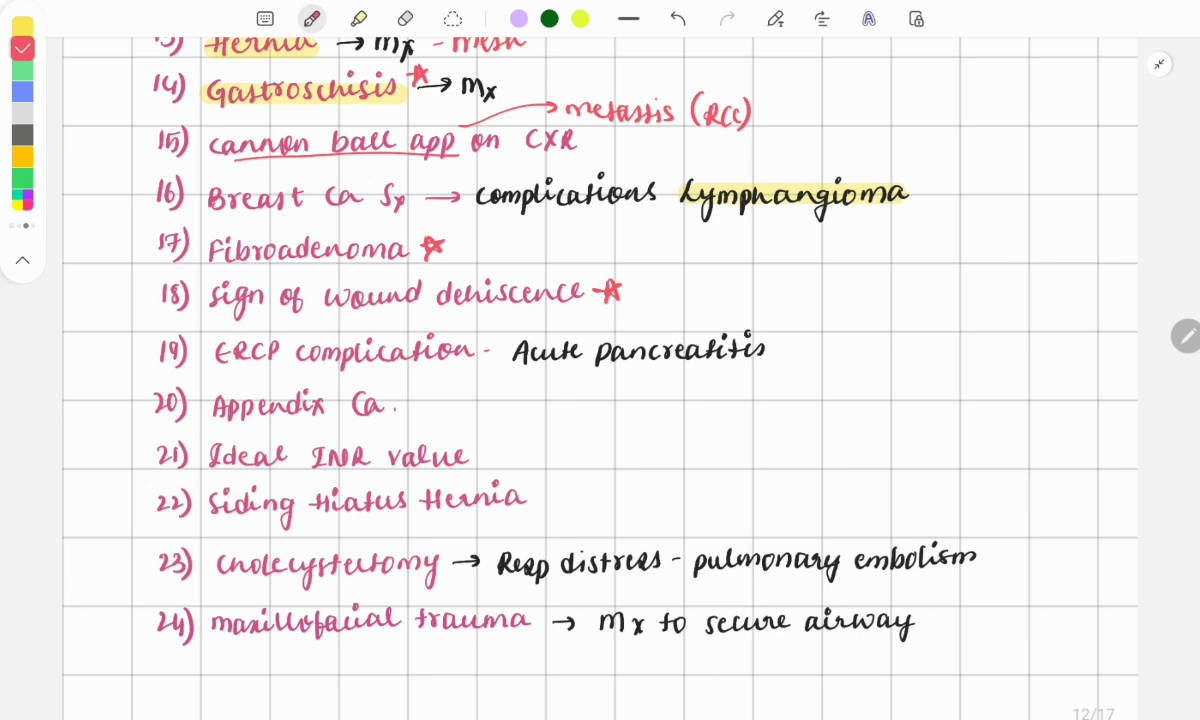 13) Hernia → Mx - Mesh
14) Gastroschisis → Mx
metassis (RCC)
15) cannon ball app on CXR
16) Breast Ca Sx → complications Lymphangioma
17) Fibroadenoma
18) Sign of wound dehiscence
19) ERCP complication - Acute pancreatitis
20) Appendix Ca.
21) Ideal INR value
22) Siding Hiatus Hernia
23) Cholecystectomy → Resp distress - pulmonary embolism
24) maxillofacial trauma → Mx to secure airway
12/17